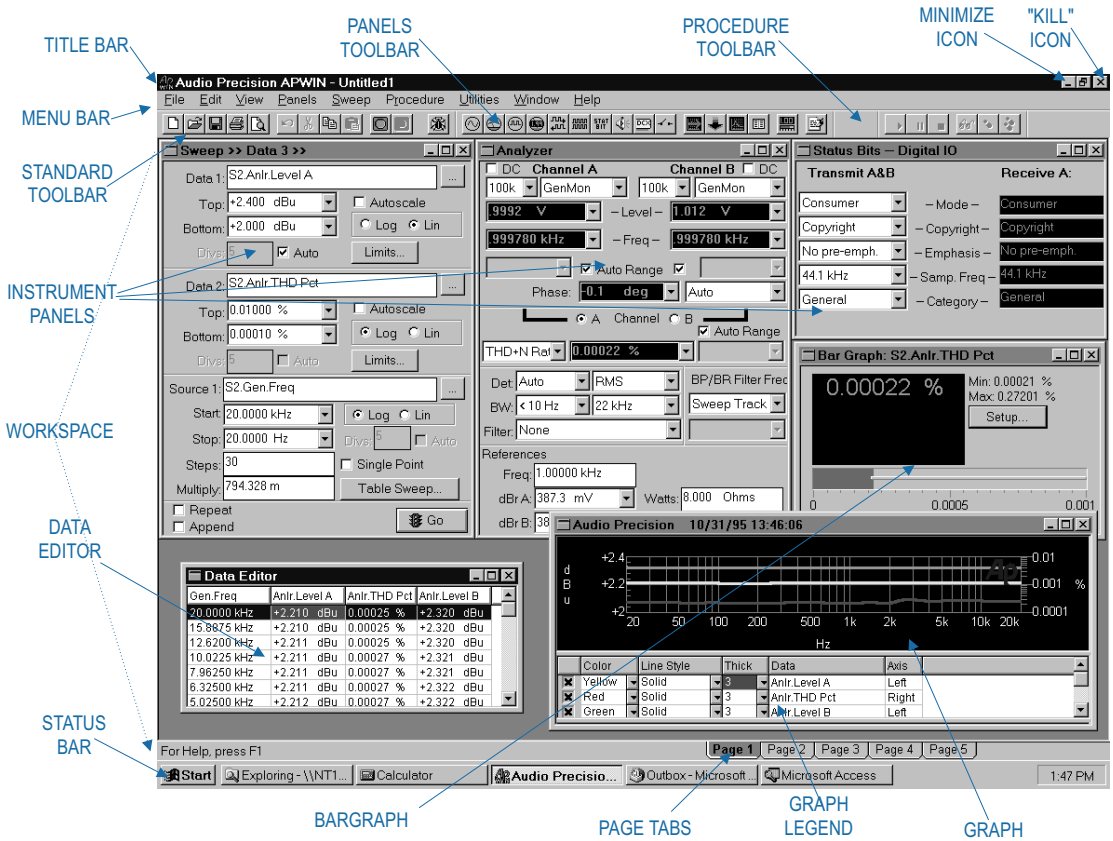 TITLE BAR
PANELS
TOOLBAR
PROCEDURE
TOOLBAR
MINIMIZE
ICON
"KILL"
ICON
MENU BAR
STANDARD
TOOLBAR
INSTRUMENT
PANELS
WORKSPACE
DATA
EDITOR
STATUS
BAR
BARGRAPH
PAGE TABS
GRAPH
LEGEND
GRAPH
Audio Precision APWIN - Untitled1
File Edit View Panels Sweep Procedure Utilities Window Help
Sweep >> Data 3 >>
Data 1: S2.Anlr.Level A ...
Top: +2.400 dBu Autoscale
Bottom: +2.000 dBu Log Lin
Divs: 5 Auto Limits...
Data 2: S2.Anlr.THD Pct ...
Top: 0.01000 % Autoscale
Bottom: 0.00010 % Log Lin
Divs: 5 Auto Limits...
Source 1: S2.Gen.Freq ...
Start: 20.0000 kHz Log Lin
Stop: 20.0000 Hz Divs: 5 Auto
Steps: 30 Single Point
Multiply: 794.328 m Table Sweep...
Repeat
Append
Go
Analyzer
DC Channel A Channel B DC
100k GenMon 100k GenMon
.9992 V – Level – 1.012 V
.999780 kHz – Freq – .999780 kHz
Auto Range
Phase: -0.1 deg Auto
A Channel B
Auto Range
THD+N Rat 0.00022 %
Det: Auto RMS BP/BR Filter Freq
BW: < 10 Hz 22 kHz Sweep Track
Filter: None
References
Freq: 1.00000 kHz
dBr A: 387.3 mV Watts: 8.000 Ohms
dBr B: 38
Status Bits – Digital IO
Transmit A&B Receive A:
Consumer – Mode – Consumer
Copyright – Copyright – Copyright
No pre-emph. – Emphasis – No pre-emph.
44.1 kHz – Samp. Freq – 44.1 kHz
General – Category – General
Bar Graph: S2.Anlr.THD Pct
0.00022 %
Min: 0.00021 %
Max: 0.27201 %
Setup...
0 0.0005 0.001
Data Editor
Gen.Freq Anlr.Level A Anlr.THD Pct Anlr.Level B
20.0000 kHz +2.210 dBu 0.00025 % +2.320 dBu
15.8875 kHz +2.210 dBu 0.00025 % +2.320 dBu
12.6200 kHz +2.211 dBu 0.00025 % +2.320 dBu
10.0225 kHz +2.211 dBu 0.00027 % +2.321 dBu
7.96250 kHz +2.211 dBu 0.00027 % +2.321 dBu
6.32500 kHz +2.211 dBu 0.00027 % +2.322 dBu
5.02500 kHz +2.212 dBu 0.00027 % +2.322 dBu
Audio Precision 10/31/95 13:46:06
+2.4 0.01
d
B +2.2 0.001 %
u
+2 0.0001
Ap
20 50 100 200 500 1k 2k 5k 10k 20k
Hz
Color Line Style Thick Data Axis
Yellow Solid 3 Anlr.Level A Left
Red Solid 3 Anlr.THD Pct Right
Green Solid 3 Anlr.Level B Left
For Help, press F1
Page 1 Page 2 Page 3 Page 4 Page 5
Start Exploring - \\NT1... Calculator Audio Precisio... Outbox - Microsoft ... Microsoft Access 1:47 PM